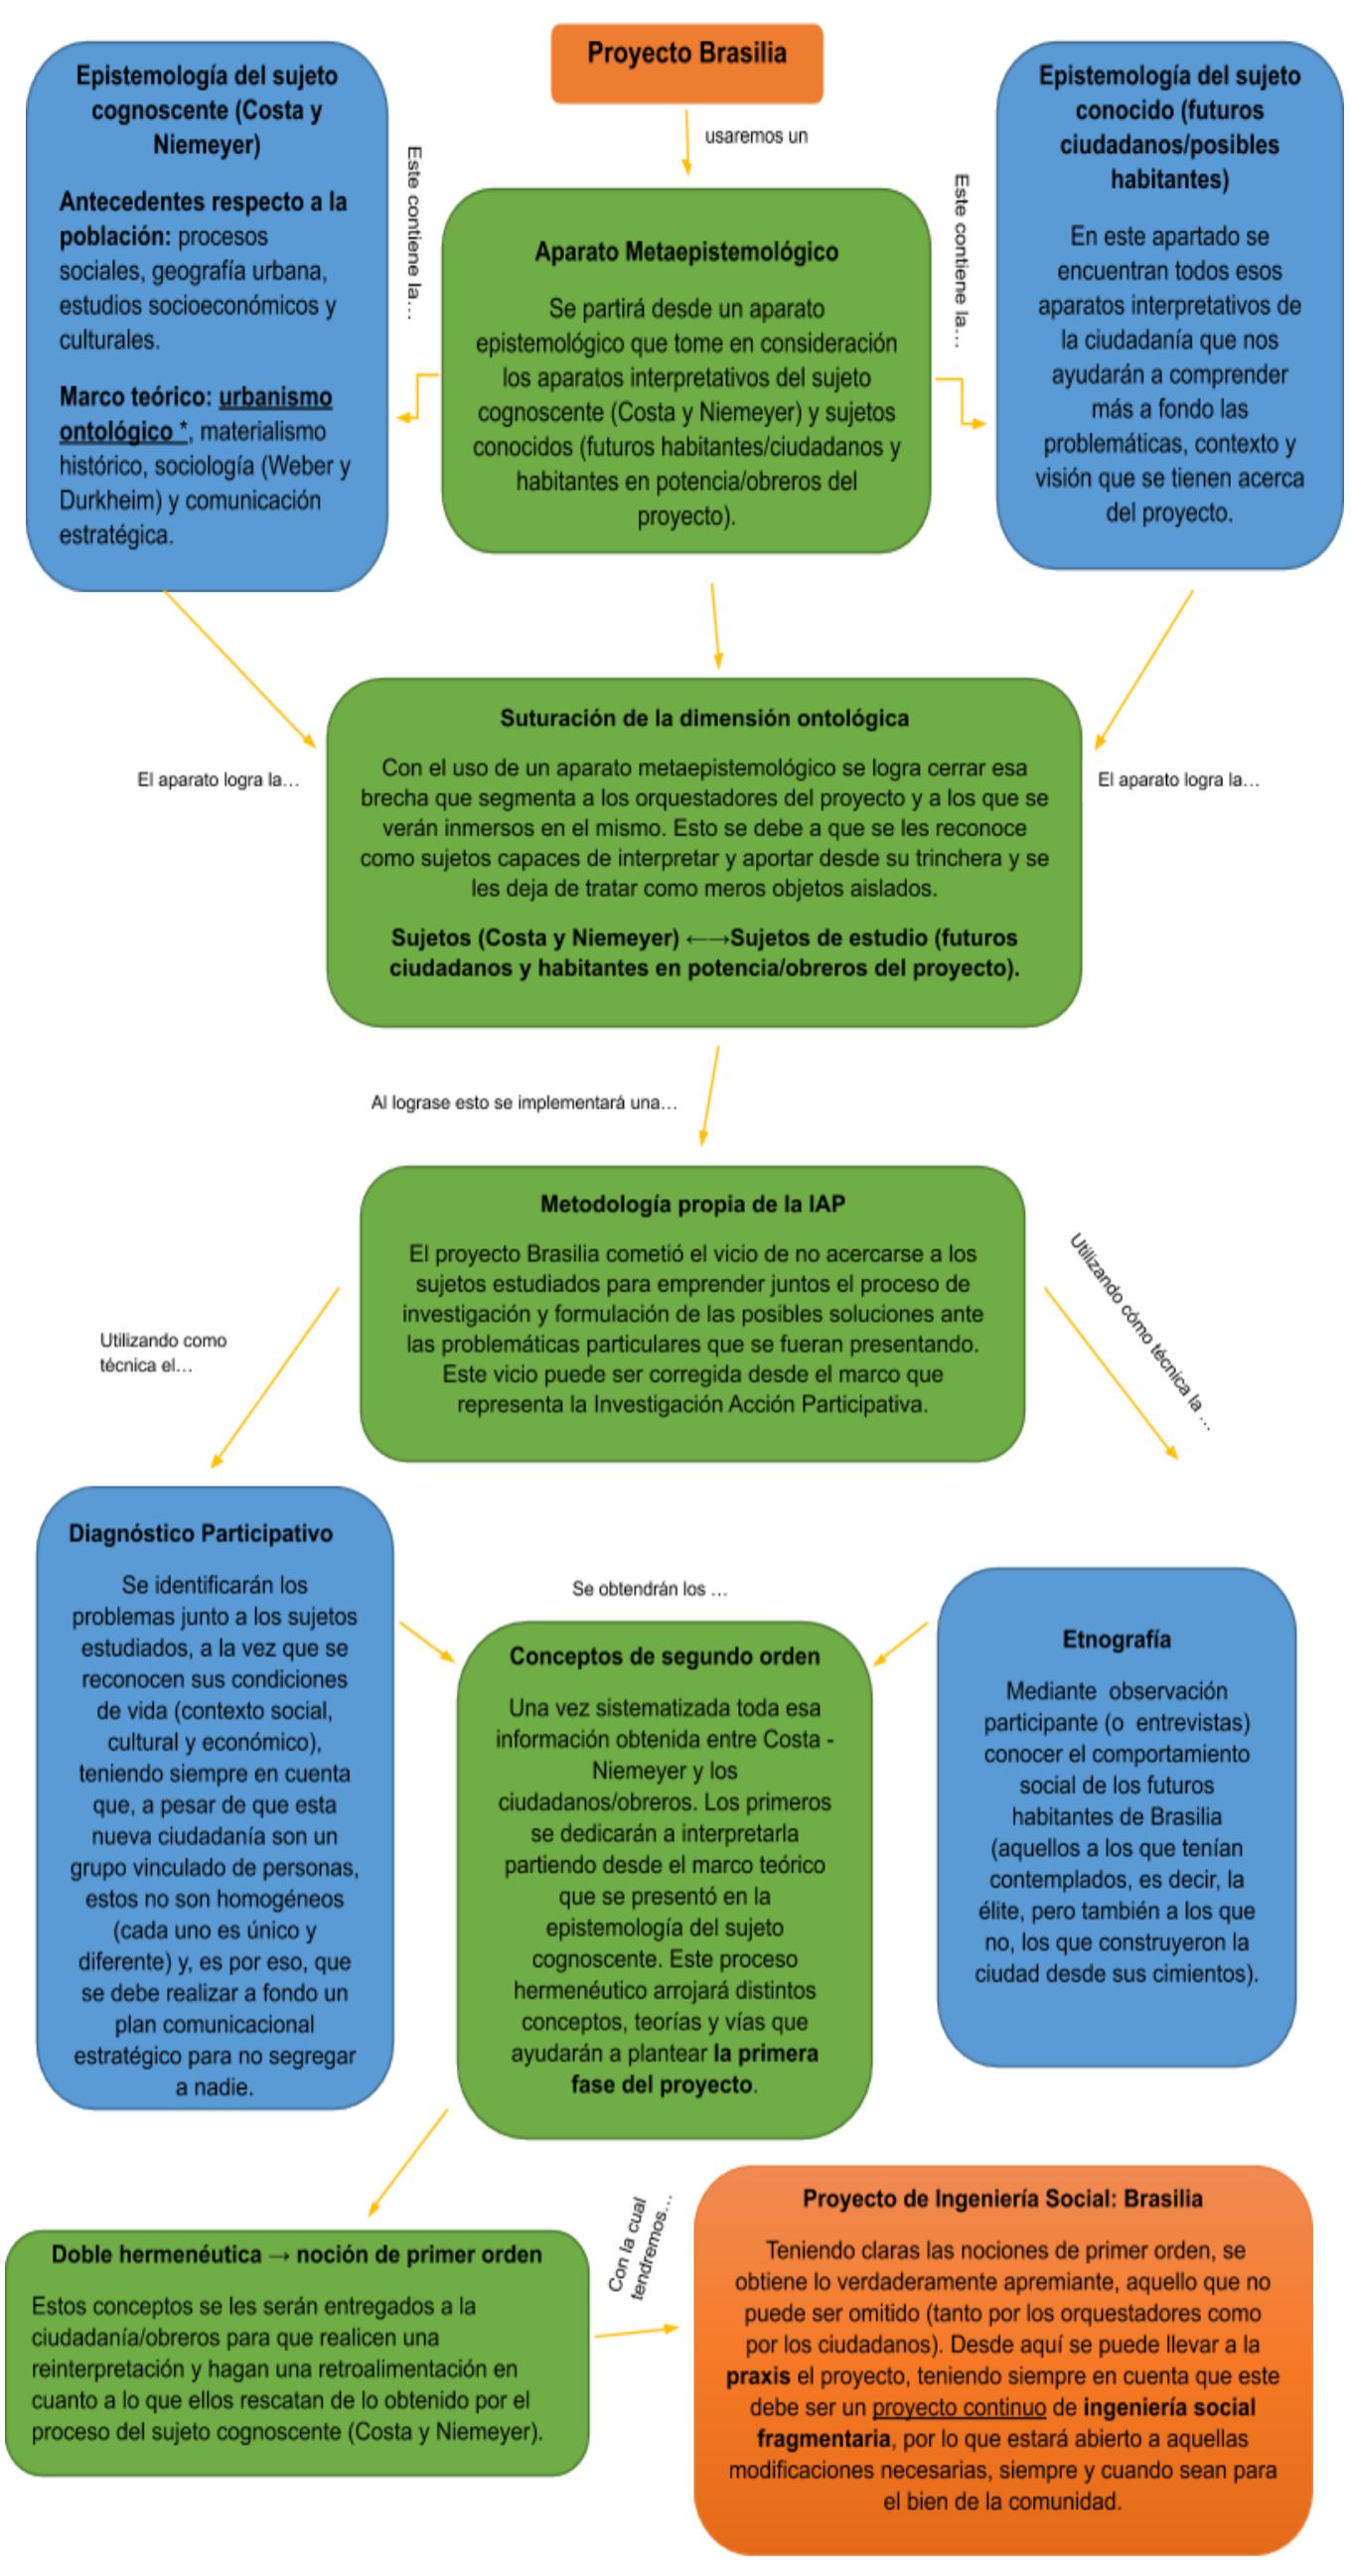 Proyecto Brasilia
usaremos un
Epistemología del sujeto
cognoscente (Costa y
Niemeyer)
Antecedentes respecto a la
población: procesos
sociales, geografía urbana,
estudios socioeconómicos y
culturales.
Marco teórico: urbanismo
ontológico *, materialismo
histórico, sociología (Weber y
Durkheim) y comunicación
estratégica.
Este contiene la…
Aparato Metaepistemológico
Se partirá desde un aparato
epistemológico que tome en consideración
los aparatos interpretativos del sujeto
cognoscente (Costa y Niemeyer) y sujetos
conocidos (futuros habitantes/ciudadanos y
habitantes en potencia/obreros del
proyecto).
Este contiene la…
Epistemología del sujeto
conocido (futuros
ciudadanos/posibles
habitantes)
En este apartado se
encuentran todos esos
aparatos interpretativos de
la ciudadanía que nos
ayudarán a comprender
más a fondo las
problemáticas, contexto y
visión que se tienen acerca
del proyecto.
El aparato logra la…
El aparato logra la…
Suturación de la dimensión ontológica
Con el uso de un aparato metaepistemológico se logra cerrar esa
brecha que segmenta a los orquestadores del proyecto y a los que se
verán inmersos en el mismo. Esto se debe a que se les reconoce
como sujetos capaces de interpretar y aportar desde su trinchera y se
les deja de tratar como meros objetos aislados.
Sujetos (Costa y Niemeyer) ←→Sujetos de estudio (futuros
ciudadanos y habitantes en potencia/obreros del proyecto).
Al lograse esto se implementará una…
Metodología propia de la IAP
El proyecto Brasilia cometió el vicio de no acercarse a los
sujetos estudiados para emprender juntos el proceso de
investigación y formulación de las posibles soluciones ante
las problemáticas particulares que se fueran presentando.
Este vicio puede ser corregida desde el marco que
representa la Investigación Acción Participativa.
Utilizando como
técnica el…
Utilizando cómo técnica la …
Diagnóstico Participativo
Se identificarán los
problemas junto a los sujetos
estudiados, a la vez que se
reconocen sus condiciones
de vida (contexto social,
cultural y económico),
teniendo siempre en cuenta
que, a pesar de que esta
nueva ciudadanía son un
grupo vinculado de personas,
estos no son homogéneos
(cada uno es único y
diferente) y, es por eso, que
se debe realizar a fondo un
plan comunicacional
estratégico para no segregar
a nadie.
Se obtendrán los …
Conceptos de segundo orden
Una vez sistematizada toda esa
información obtenida entre Costa -
Niemeyer y los
ciudadanos/obreros. Los primeros
se dedicarán a interpretarla
partiendo desde el marco teórico
que se presentó en la
epistemología del sujeto
cognoscente. Este proceso
hermenéutico arrojará distintos
conceptos, teorías y vías que
ayudarán a plantear la primera
fase del proyecto.
Etnografía
Mediante observación
participante (o entrevistas)
conocer el comportamiento
social de los futuros
habitantes de Brasilia
(aquellos a los que tenían
contemplados, es decir, la
élite, pero también a los que
no, los que construyeron la
ciudad desde sus cimientos).
Doble hermenéutica → noción de primer orden
Estos conceptos se les serán entregados a la
ciudadanía/obreros para que realicen una
reinterpretación y hagan una retroalimentación en
cuanto a lo que ellos rescatan de lo obtenido por el
proceso del sujeto cognoscente (Costa y Niemeyer).
Con la cual
tendremos…
Proyecto de Ingeniería Social: Brasilia
Teniendo claras las nociones de primer orden, se
obtiene lo verdaderamente apremiante, aquello que no
puede ser omitido (tanto por los orquestadores como
por los ciudadanos). Desde aquí se puede llevar a la
praxis el proyecto, teniendo siempre en cuenta que este
debe ser un proyecto continuo de ingeniería social
fragmentaria, por lo que estará abierto a aquellas
modificaciones necesarias, siempre y cuando sean para
el bien de la comunidad.